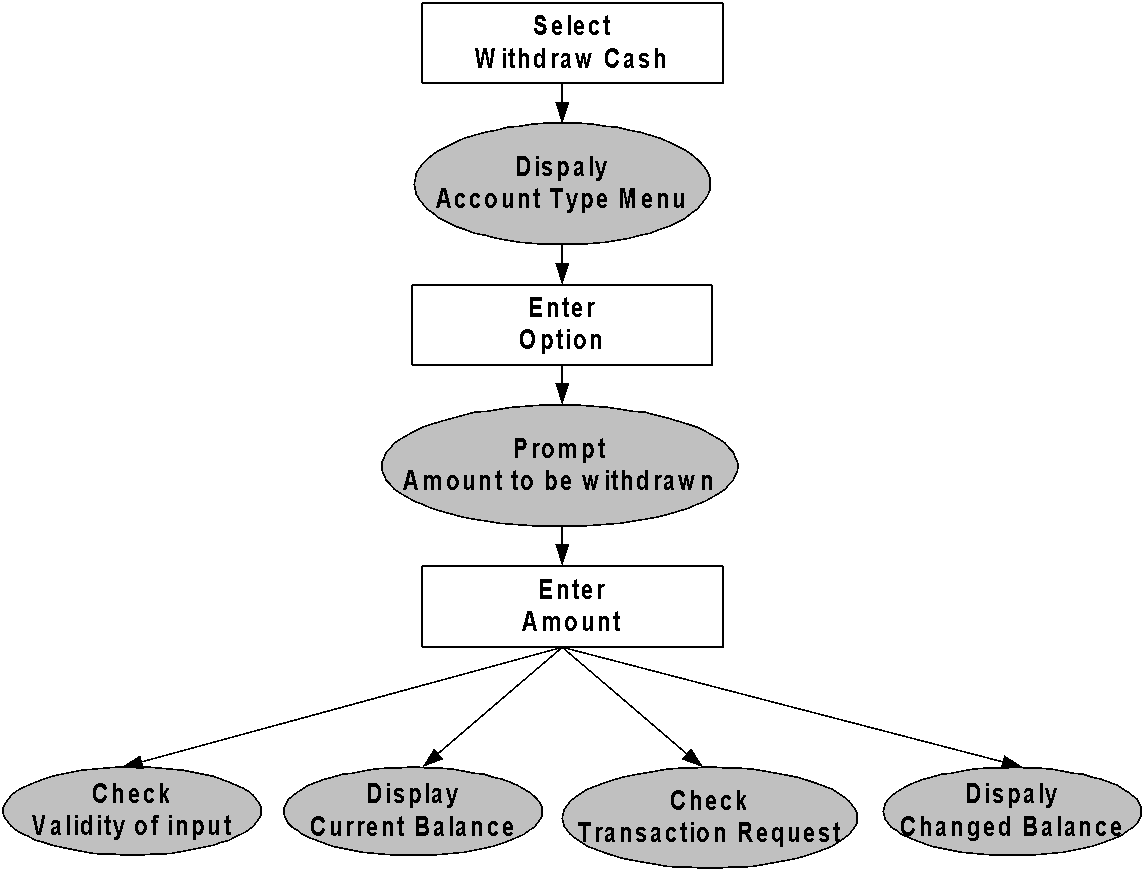 Select
Withdraw Cash
Dispaly
Account Type Menu
Enter
Option
Prompt
Amount to be withdrawn
Enter
Amount
Check
Validity of input
Display
Current Balance
Check
Transaction Request
Dispaly
Changed Balance